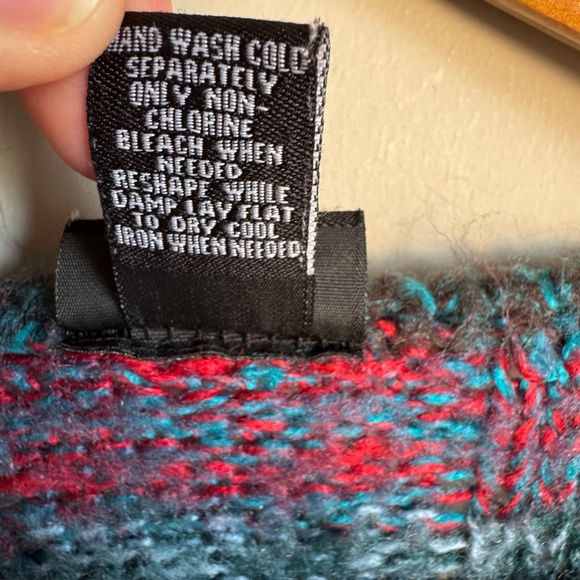 HAND WASH COLD
SEPARATELY
ONLY NON-
CHLORINE
BLEACH WHEN
NEEDED
RESHAPE WHILE
DAMP LAY FLAT
TO DRY COOL
IRON WHEN NEEDED